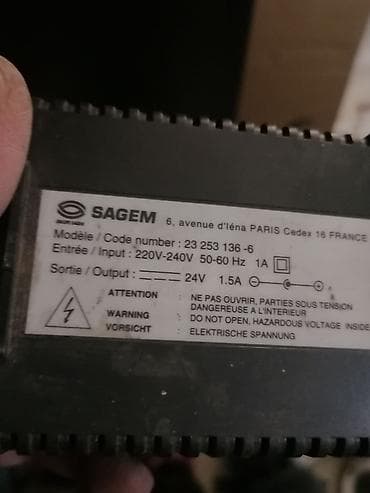 SAGEM 6, avenue d'Iéna PARIS Cedex 16 FRANCE
Modèle / Code number : 23 253 136 -6
Entrée / Input : 220V-240V 50-60 Hz 1A
Sortie / Output : 24V 1.5A
ATTENTION : NE PAS OUVRIR, PARTIES SOUS TENSION
DANGEREUSE A L'INTERIEUR
WARNING : DO NOT OPEN, HAZARDOUS VOLTAGE INSIDE
VORSICHT : ELEKTRISCHE SPANNUNG